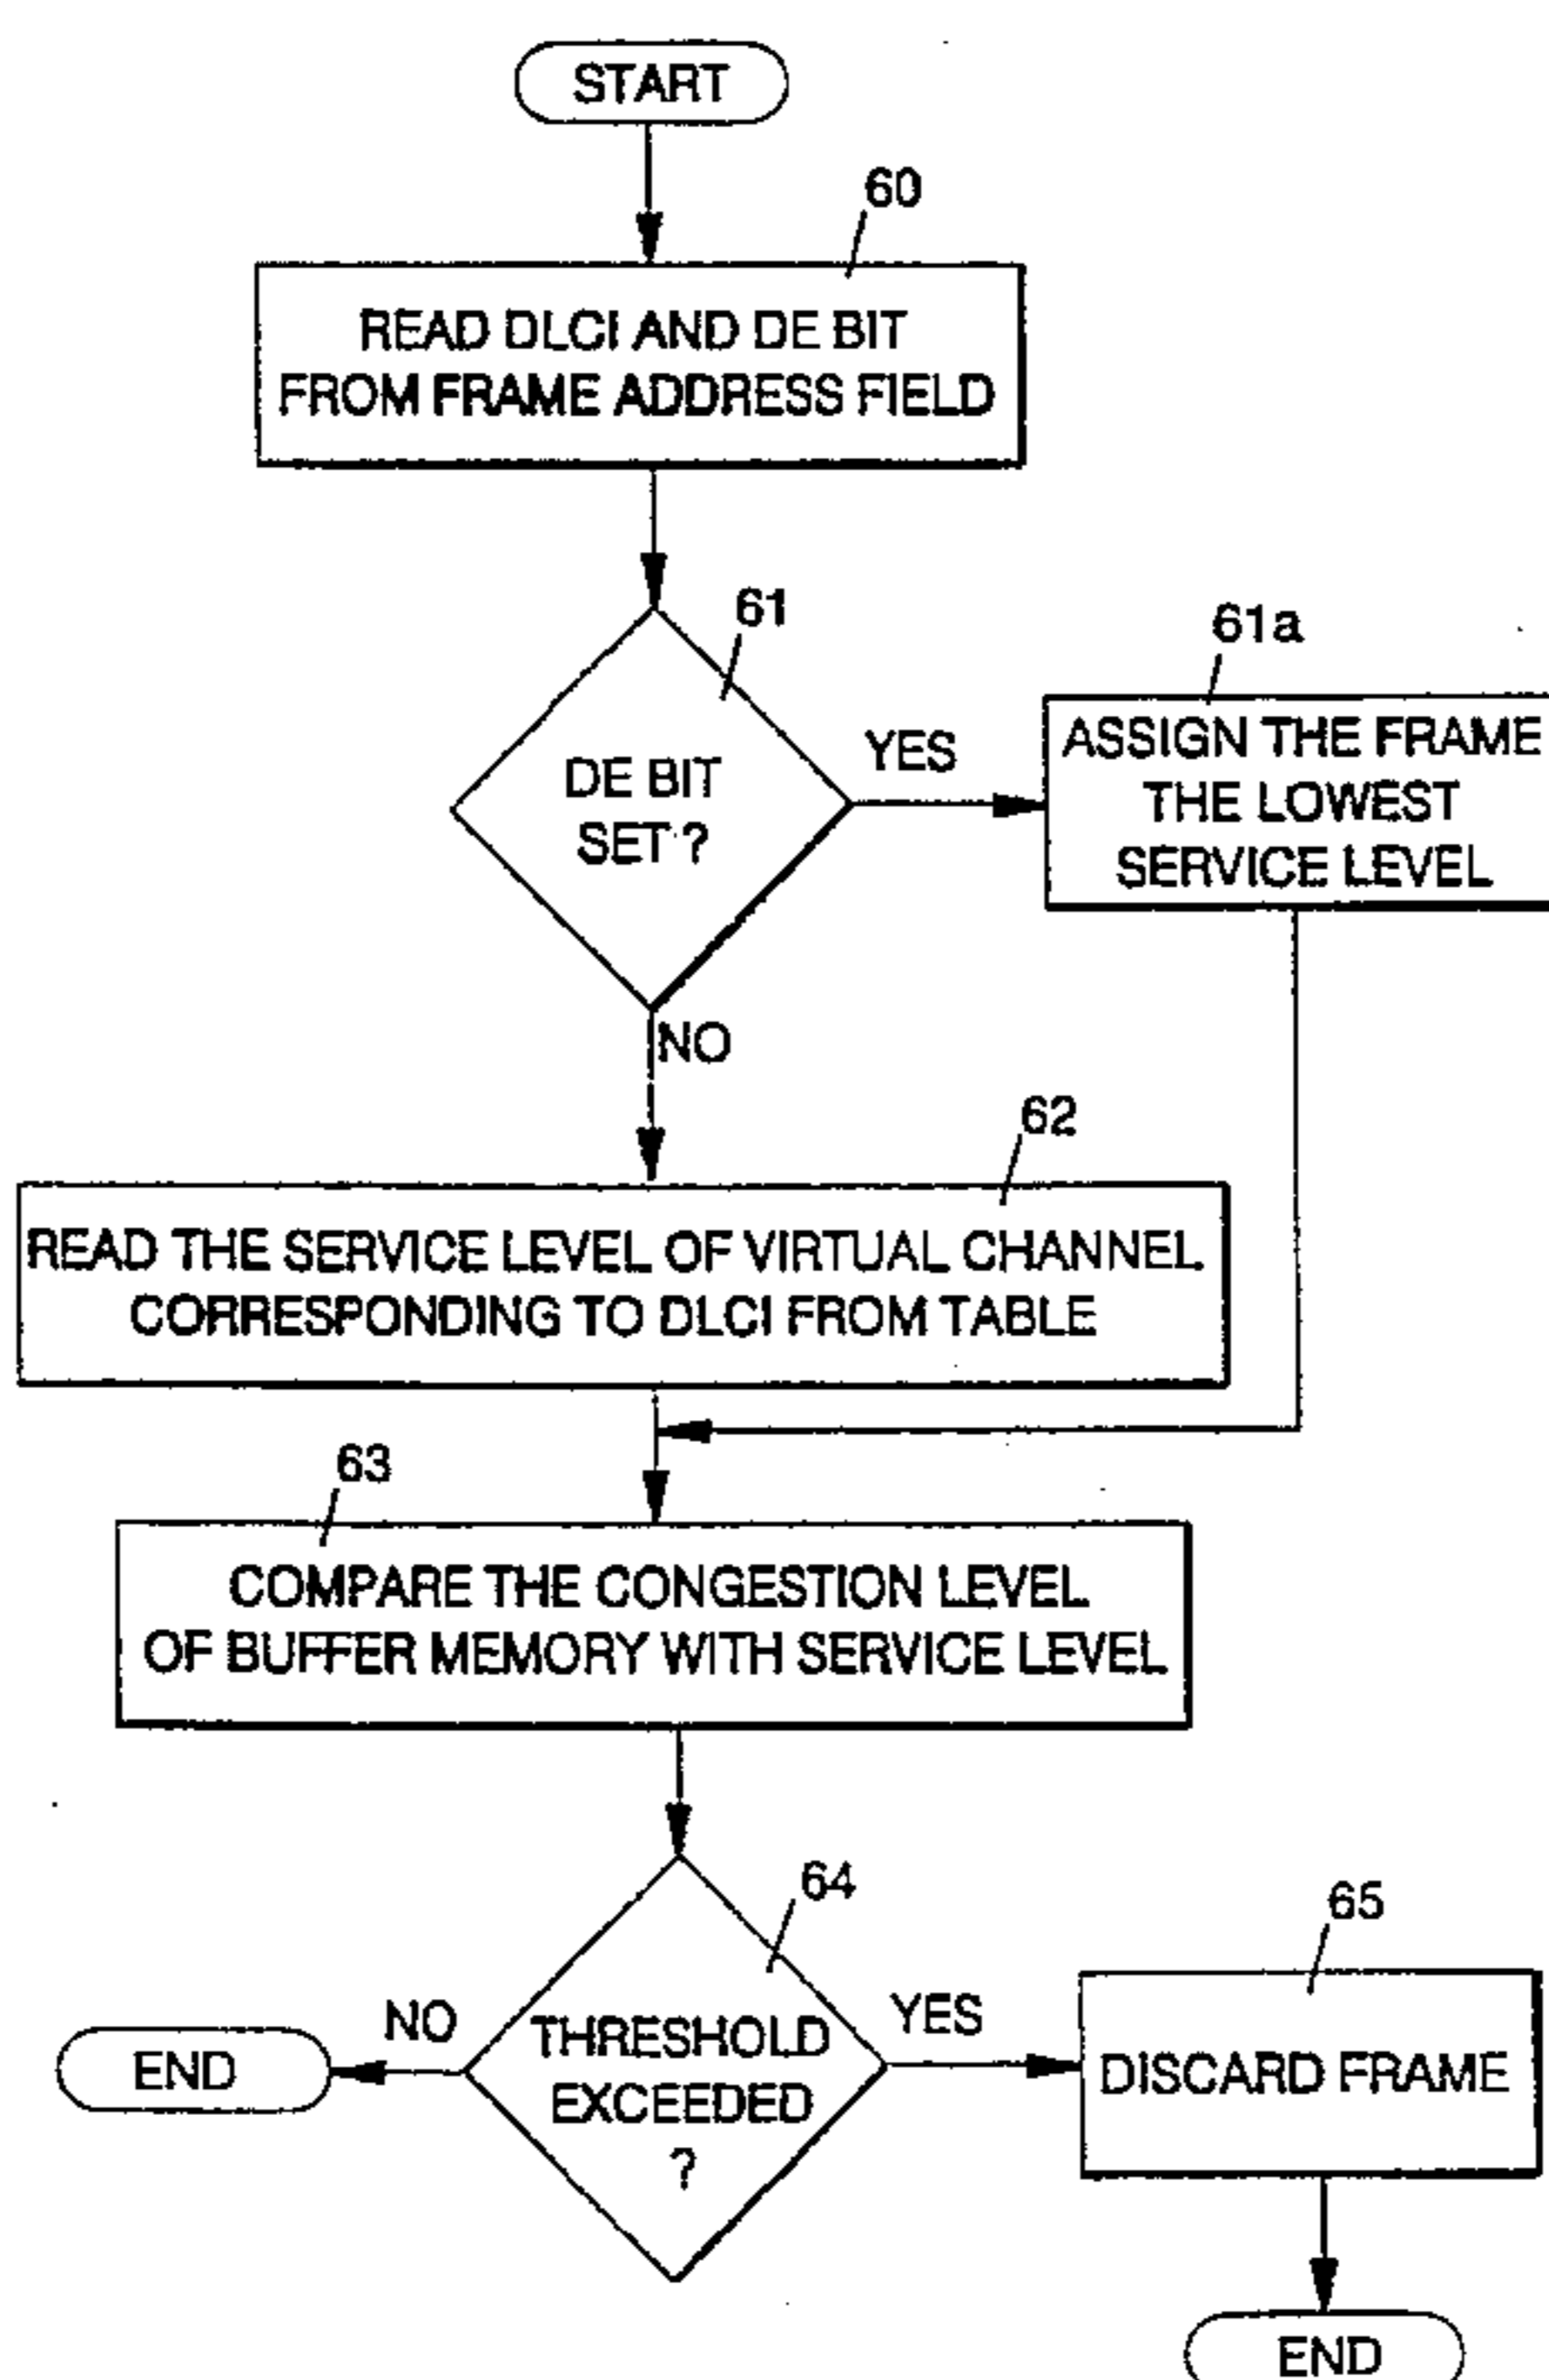 START
60
READ DLCI AND DE BIT
FROM FRAME ADDRESS FIELD
61
DE BIT
SET ?
YES
61a
ASSIGN THE FRAME
THE LOWEST
SERVICE LEVEL
NO
62
READ THE SERVICE LEVEL OF VIRTUAL CHANNEL
CORRESPONDING TO DLCI FROM TABLE
63
COMPARE THE CONGESTION LEVEL
OF BUFFER MEMORY WITH SERVICE LEVEL
64
THRESHOLD
EXCEEDED
?
NO
END
YES
65
DISCARD FRAME
END